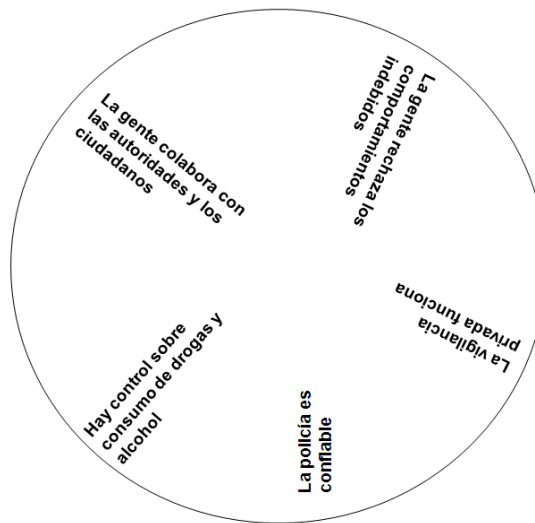 La gente colabora con
las autoridades y los
ciudadanos
La gente rechaza los
comportamientos
indebidos
La vigilancia
privada funciona
Hay control sobre
consumo de drogas y
alcohol
La policía es
confiable